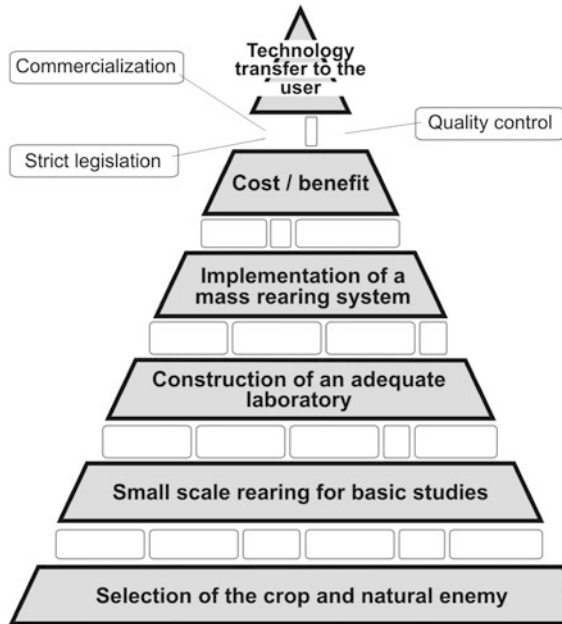 Technology
transfer to the
user
Commercialization
Quality control
Strict legislation
Cost / benefit
Implementation of a
mass rearing system
Construction of an adequate
laboratory
Small scale rearing for basic studies
Selection of the crop and natural enemy